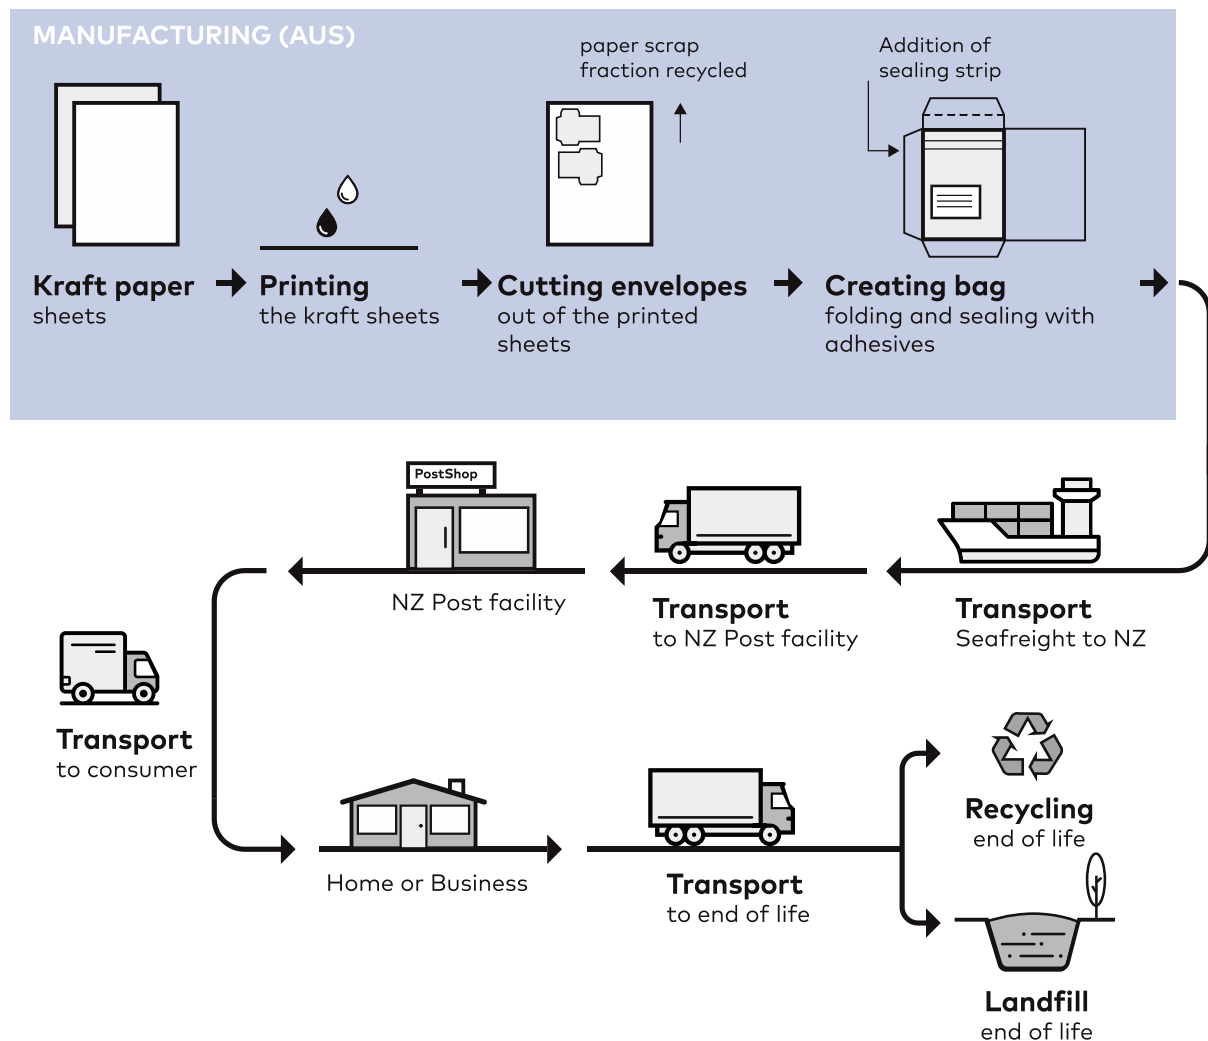 MANUFACTURING (AUS)
paper scrap
fraction recycled
Addition of
sealing strip
Kraft paper
sheets
Printing
the kraft sheets
Cutting envelopes
out of the printed
sheets
Creating bag
folding and sealing with
adhesives
PostShop
NZ Post facility
Transport
to NZ Post facility
Transport
Seafreight to NZ
Transport
to consumer
Home or Business
Transport
to end of life
Recycling
end of life
Landfill
end of life